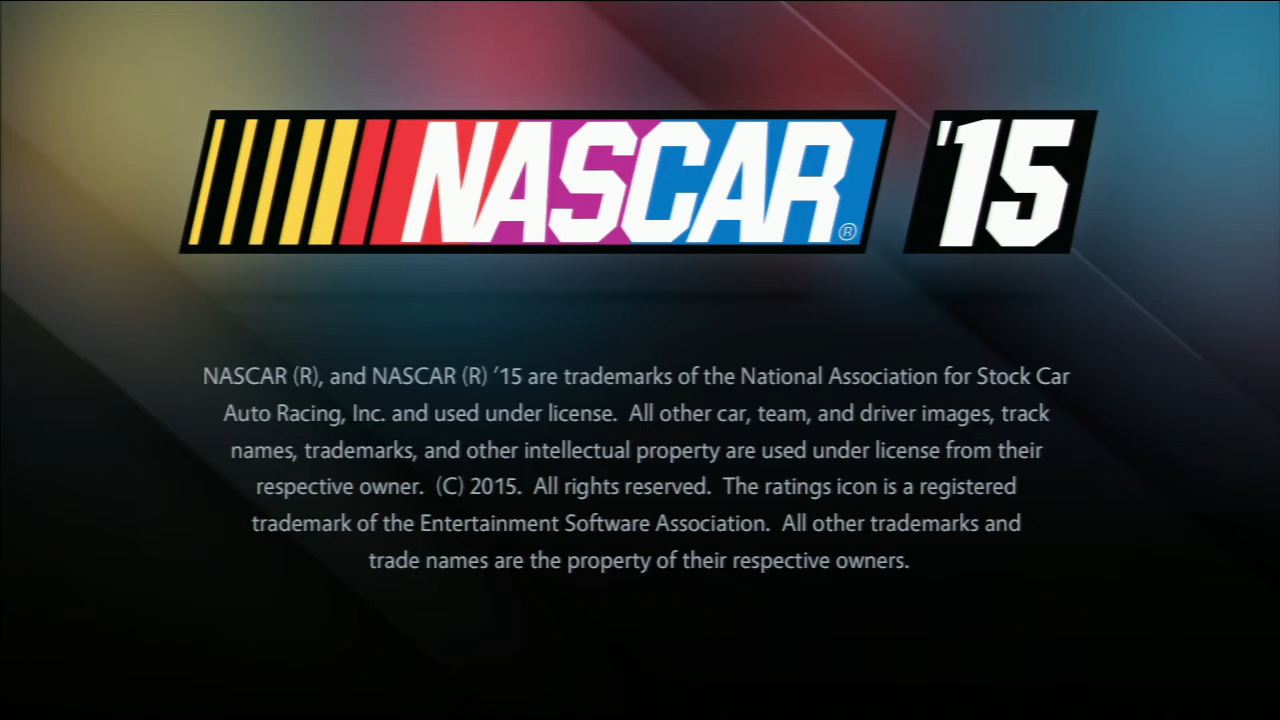 NASCAR ® '15
NASCAR (R), and NASCAR (R) '15 are trademarks of the National Association for Stock Car
Auto Racing, Inc. and used under license.  All other car, team, and driver images, track
names, trademarks, and other intellectual property are used under license from their
respective owner.  (C) 2015.  All rights reserved.  The ratings icon is a registered
trademark of the Entertainment Software Association.  All other trademarks and
trade names are the property of their respective owners.